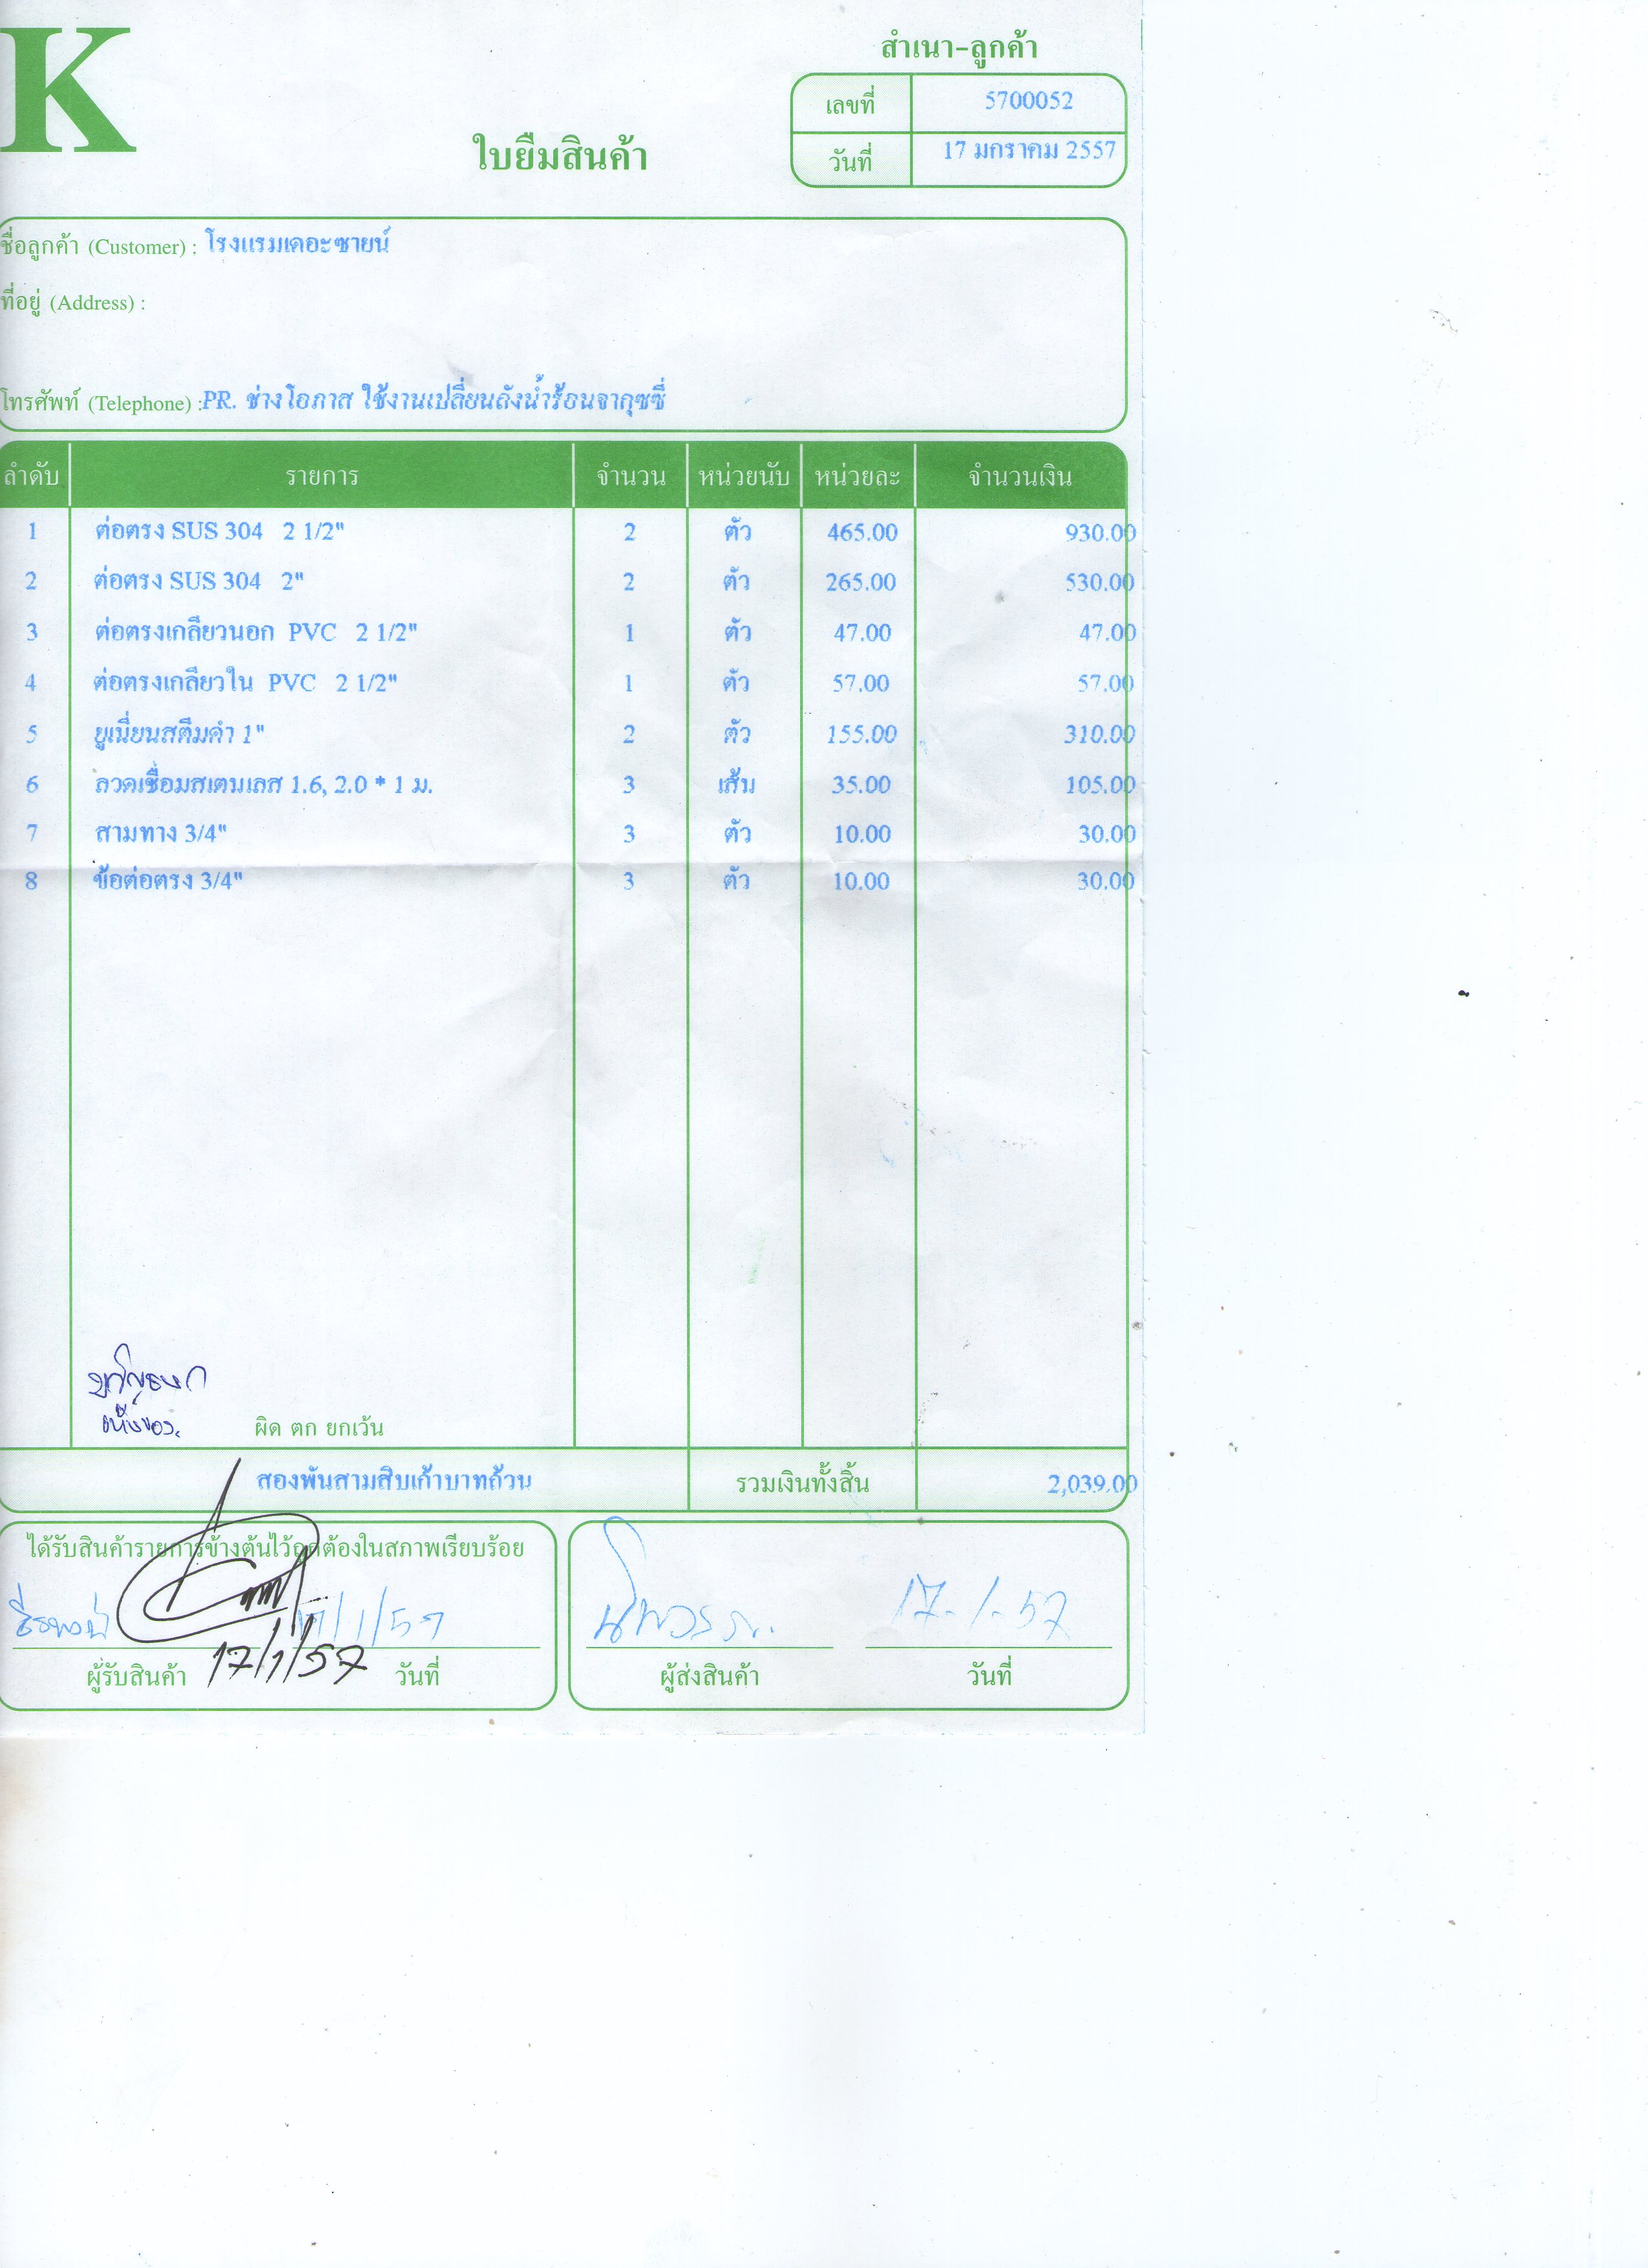 K
สำเนา-ลูกค้า
เลขที่ 5700052
ใบยืมสินค้า
วันที่ 17 มกราคม 2557
ชื่อลูกค้า (Customer) : โรงแรมเดอะซายน์
ที่อยู่ (Address) :
โทรศัพท์ (Telephone) :PR. ช่างโอภาส ใช้งานเปลี่ยนถังน้ำร้อนจากุซซี่
ลำดับ รายการ จำนวน หน่วยนับ หน่วยละ จำนวนเงิน
1 ต่อตรง SUS 304 2 1/2" 2 ตัว 465.00 930.00
2 ต่อตรง SUS 304 2" 2 ตัว 265.00 530.00
3 ต่อตรงเกลียวนอก PVC 2 1/2" 1 ตัว 47.00 47.00
4 ต่อตรงเกลียวใน PVC 2 1/2" 1 ตัว 57.00 57.00
5 ยูเนี่ยนสตีมดำ 1" 2 ตัว 155.00 310.00
6 ลวดเชื่อมสเตนเลส 1.6, 2.0 * 1 ม. 3 เส้น 35.00 105.00
7 สามทาง 3/4" 3 ตัว 10.00 30.00
8 ข้อต่อตรง 3/4" 3 ตัว 10.00 30.00
ผิด ตก ยกเว้น
สองพันสามสิบเก้าบาทถ้วน รวมเงินทั้งสิ้น 2,039.00
ได้รับสินค้ารายการข้างต้นไว้ถูกต้องในสภาพเรียบร้อย
17/1/57 17-1-57
ผู้รับสินค้า 17/1/57 วันที่ ผู้ส่งสินค้า วันที่